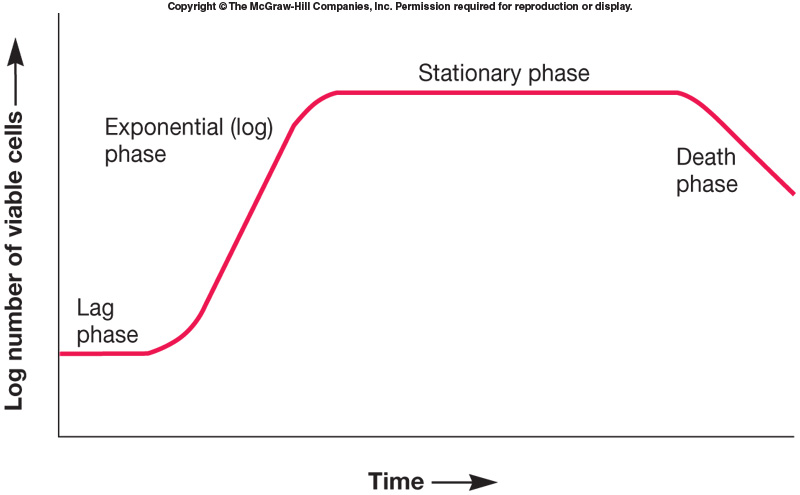 Copyright © The McGraw-Hill Companies, Inc. Permission required for reproduction or display.
Stationary phase
Exponential (log)
phase
Death
phase
Lag
phase
Log number of viable cells
Time